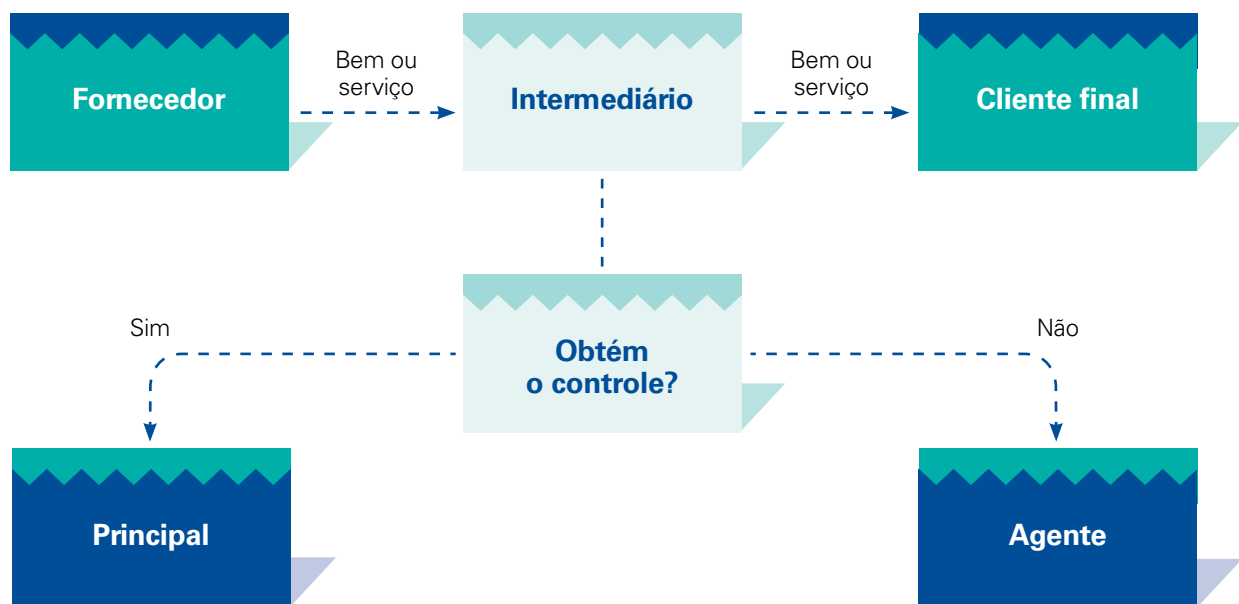 Fornecedor
Bem ou
serviço
Intermediário
Bem ou
serviço
Cliente final
Obtém
o controle?
Sim
Não
Principal
Agente